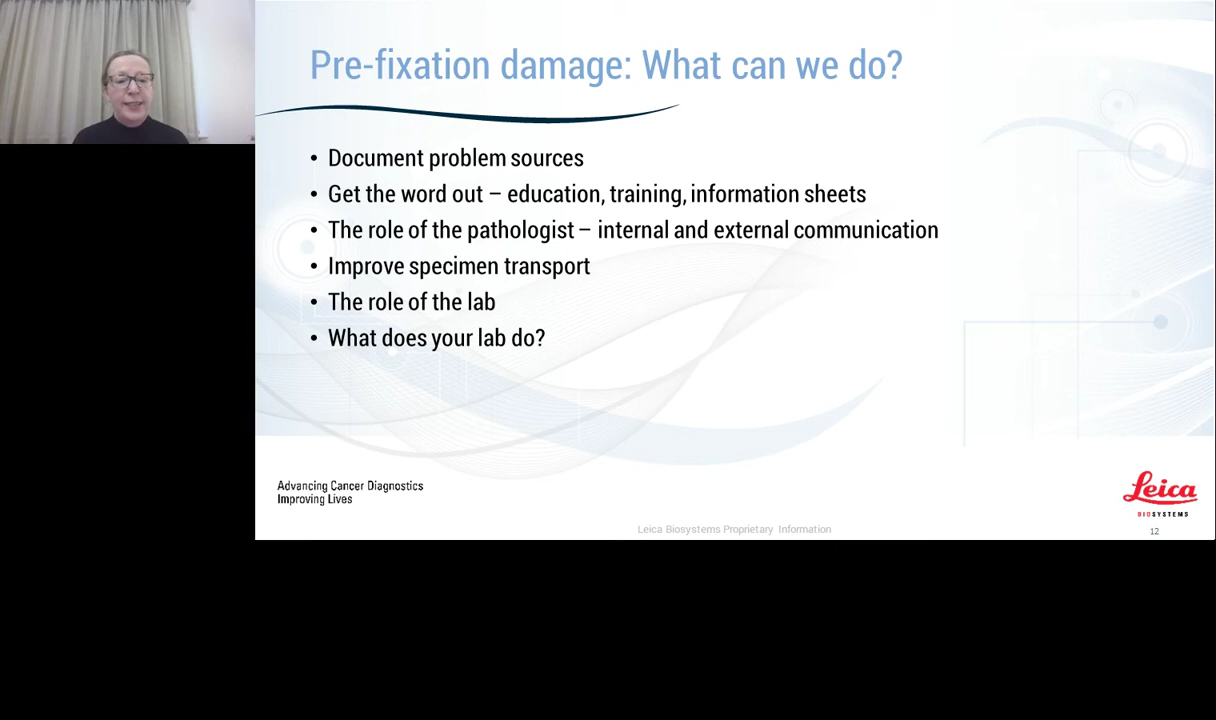 Pre-fixation damage: What can we do?
• Document problem sources
• Get the word out – education, training, information sheets
• The role of the pathologist – internal and external communication
• Improve specimen transport
• The role of the lab
• What does your lab do?
Advancing Cancer Diagnostics
Improving Lives
Leica
BIOSYSTEMS
Leica Biosystems Proprietary Information
12